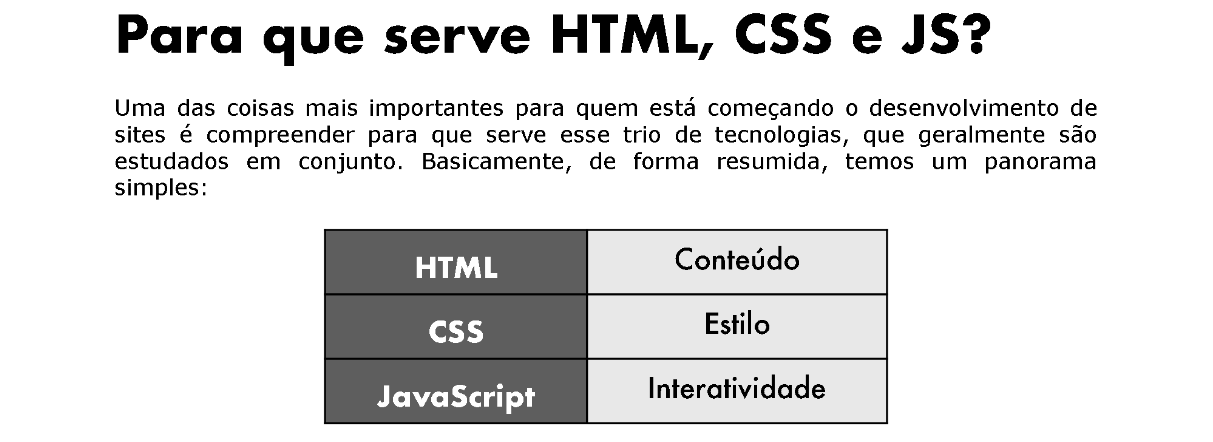 Para que serve HTML, CSS e JS?
Uma das coisas mais importantes para quem está começando o desenvolvimento de
sites é compreender para que serve esse trio de tecnologias, que geralmente são
estudados em conjunto. Basicamente, de forma resumida, temos um panorama
simples:
HTML Conteúdo
CSS Estilo
JavaScript Interatividade